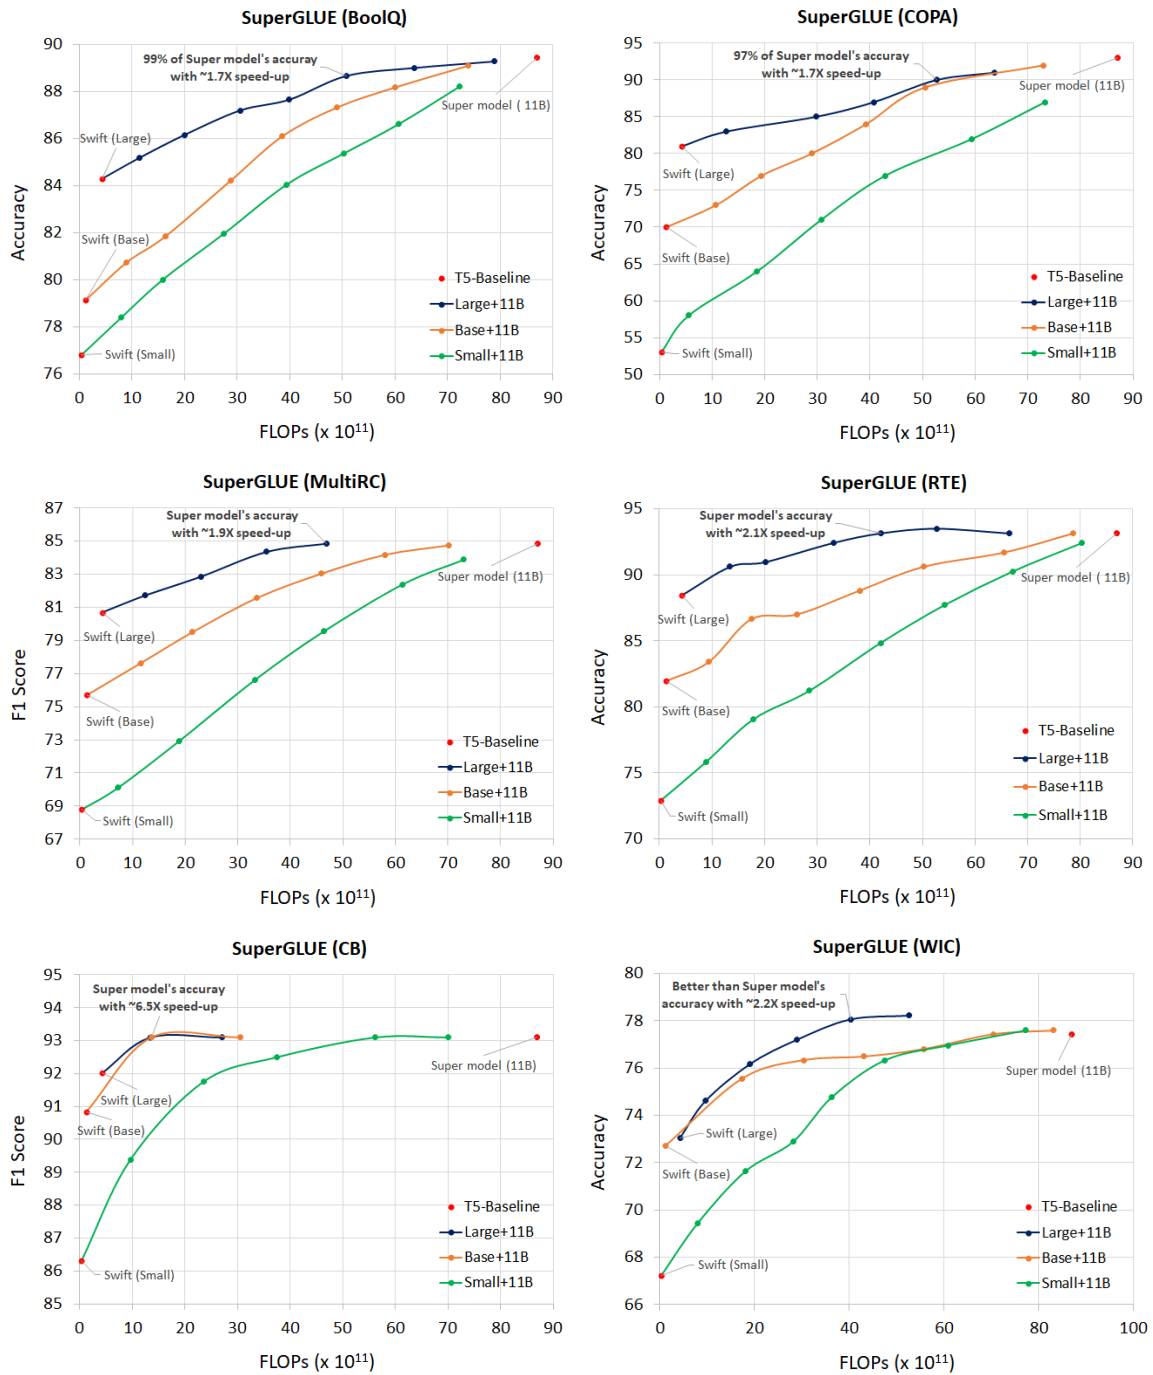 SuperGLUE (BoolQ)
90
88
86
84
82
80
78
76
Accuracy
99% of Super model's accuray
with ~1.7X speed-up
Super model ( 11B)
Swift (Large)
Swift (Base)
Swift (Small)
T5-Baseline
Large+11B
Base+11B
Small+11B
0 10 20 30 40 50 60 70 80 90
FLOPs (x 10¹¹)
SuperGLUE (COPA)
95
90
85
80
75
70
65
60
55
50
Accuracy
97% of Super model's accuray
with ~1.7X speed-up
Super model (11B)
Swift (Large)
Swift (Base)
Swift (Small)
T5-Baseline
Large+11B
Base+11B
Small+11B
0 10 20 30 40 50 60 70 80 90
FLOPs (x 10¹¹)
SuperGLUE (MultiRC)
87
85
83
81
79
77
75
73
71
69
67
F1 Score
Super model's accuray
with ~1.9X speed-up
Super model (11B)
Swift (Large)
Swift (Base)
Swift (Small)
T5-Baseline
Large+11B
Base+11B
Small+11B
0 10 20 30 40 50 60 70 80 90
FLOPs (x 10¹¹)
SuperGLUE (RTE)
95
90
85
80
75
70
Accuracy
Super model's accuray
with ~2.1X speed-up
Super model ( 11B)
Swift (Large)
Swift (Base)
Swift (Small)
T5-Baseline
Large+11B
Base+11B
Small+11B
0 10 20 30 40 50 60 70 80 90
FLOPs (x 10¹¹)
SuperGLUE (CB)
95
94
93
92
91
90
89
88
87
86
85
F1 Score
Super model's accuray
with ~6.5X speed-up
Super model (11B)
Swift (Large)
Swift (Base)
Swift (Small)
T5-Baseline
Large+11B
Base+11B
Small+11B
0 10 20 30 40 50 60 70 80 90
FLOPs (x 10¹¹)
SuperGLUE (WIC)
80
78
76
74
72
70
68
66
Accuracy
Better than Super model's
accuracy with ~2.2X speed-up
Super model (11B)
Swift (Large)
Swift (Base)
Swift (Small)
T5-Baseline
Large+11B
Base+11B
Small+11B
0 20 40 60 80 100
FLOPs (x 10¹¹)